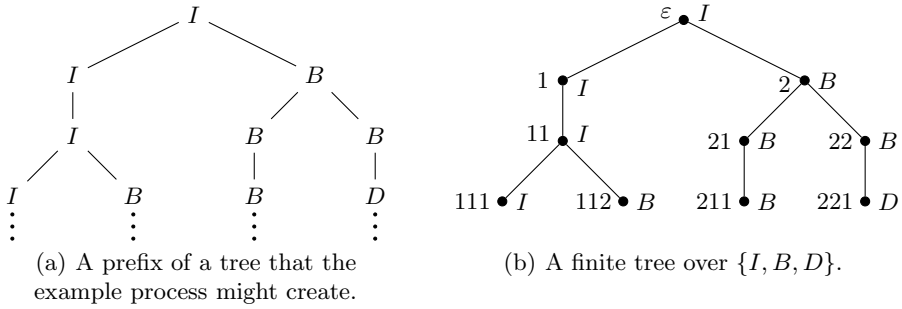 I
I B
I B B
I B B D
(a) A prefix of a tree that the
example process might create.
ε I
1 I 2 B
11 I 21 B 22 B
111 I 112 B 211 B 221 D
(b) A finite tree over {I, B, D}.